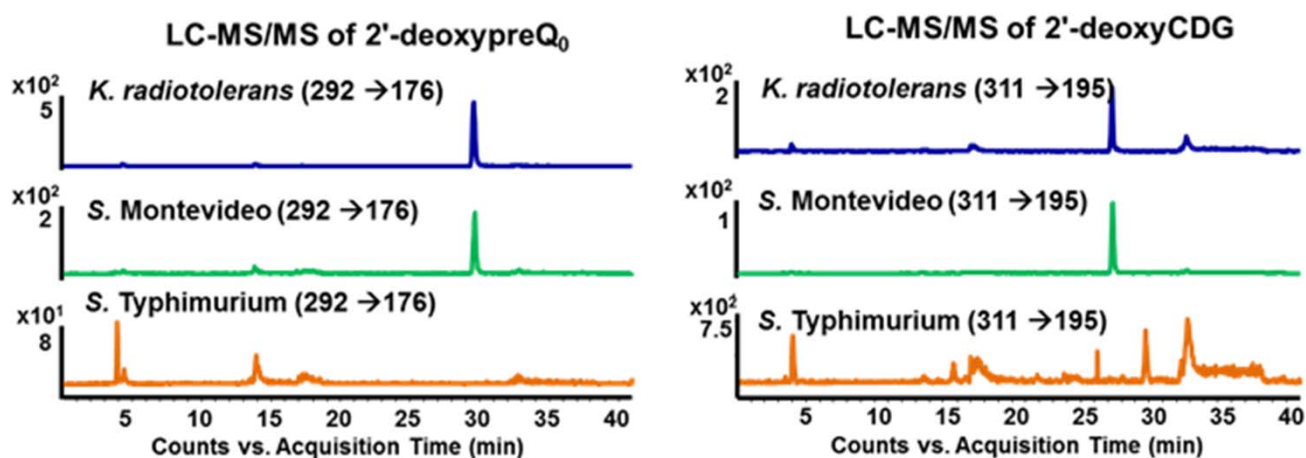 LC-MS/MS of 2'-deoxypreQ₀
x10²
5
K. radiotolerans (292 →176)
x10²
2
S. Montevideo (292 →176)
x10¹
8
S. Typhimurium (292 →176)
5 10 15 20 25 30 35 40
Counts vs. Acquisition Time (min)
LC-MS/MS of 2'-deoxyCDG
x10²
2
K. radiotolerans (311 →195)
x10²
1
S. Montevideo (311 →195)
x10²
7.5
S. Typhimurium (311 →195)
5 10 15 20 25 30 35 40
Counts vs. Acquisition Time (min)